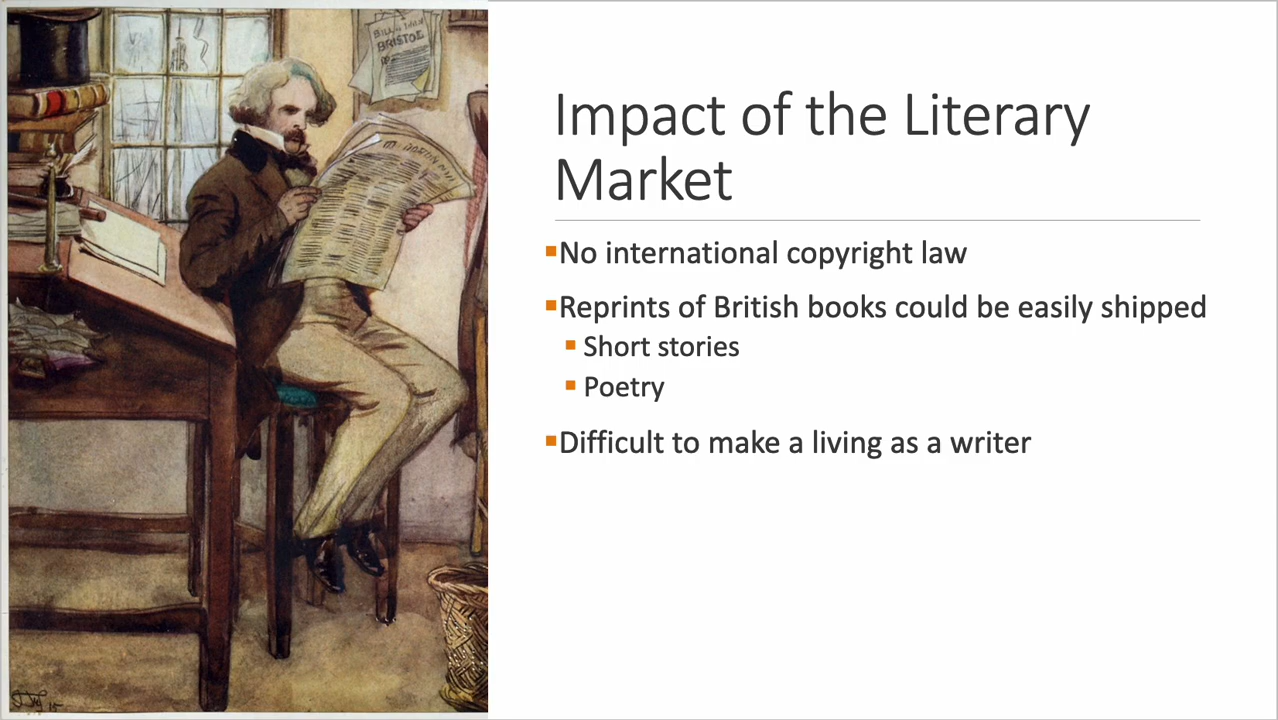 BRISTOL
Impact of the Literary
Market
No international copyright law
Reprints of British books could be easily shipped
Short stories
Poetry
Difficult to make a living as a writer